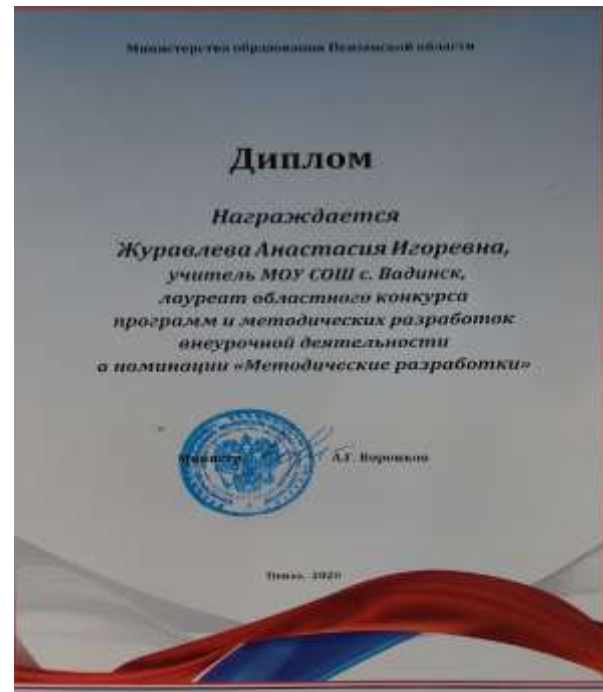 Министерство образования Пензенской области
Диплом
Награждается
Журавлева Анастасия Игоревна,
учитель МОУ СОШ с. Вадинск,
лауреат областного конкурса
программ и методических разработок
внеурочной деятельности
в номинации «Методические разработки»
Министр А.Г. Воронков
Пенза, 2020